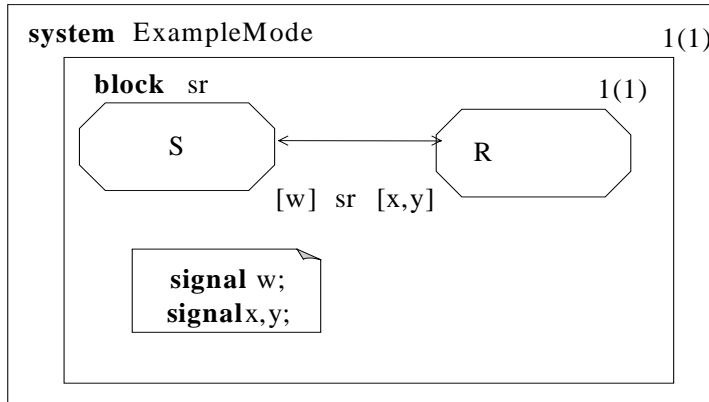 system ExampleMode 1(1)
block sr 1(1)
S R
[w] sr [x,y]
signal w;
signalx,y;